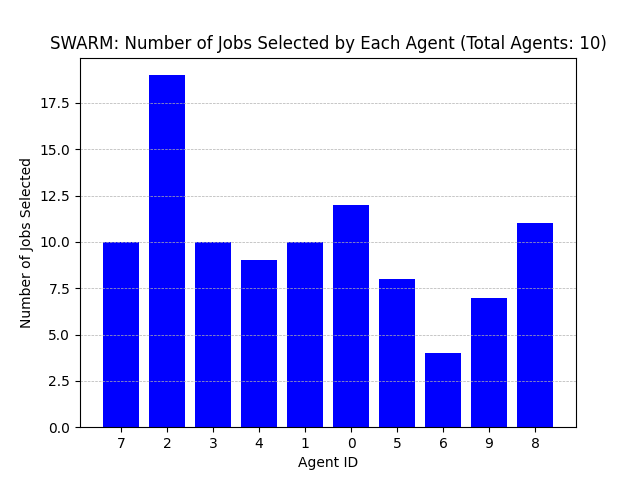 SWARM: Number of Jobs Selected by Each Agent (Total Agents: 10)
Number of Jobs Selected
17.5
15.0
12.5
10.0
7.5
5.0
2.5
0.0
7 2 3 4 1 0 5 6 9 8
Agent ID